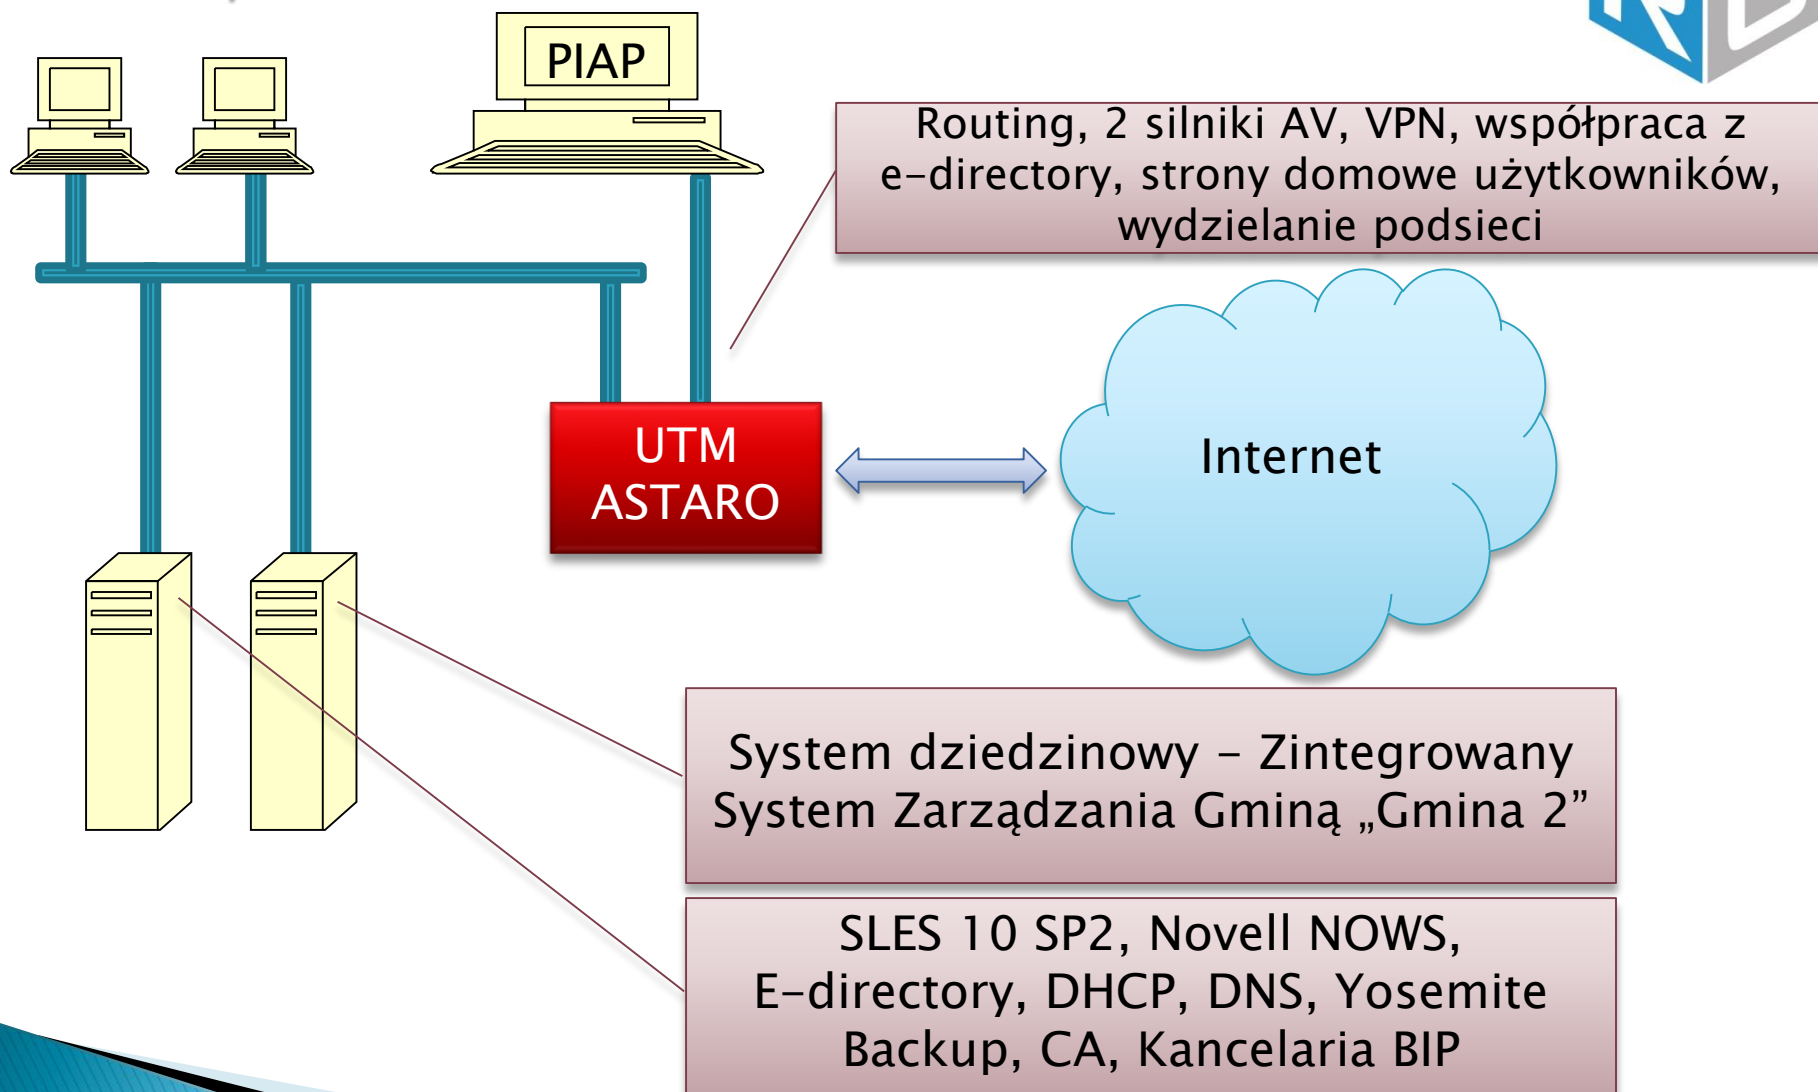 PIAP
Routing, 2 silniki AV, VPN, współpraca z
e-directory, strony domowe użytkowników,
wydzielanie podsieci
UTM
ASTARO
Internet
System dziedzinowy – Zintegrowany
System Zarządzania Gminą „Gmina 2”
SLES 10 SP2, Novell NOWS,
E-directory, DHCP, DNS, Yosemite
Backup, CA, Kancelaria BIP